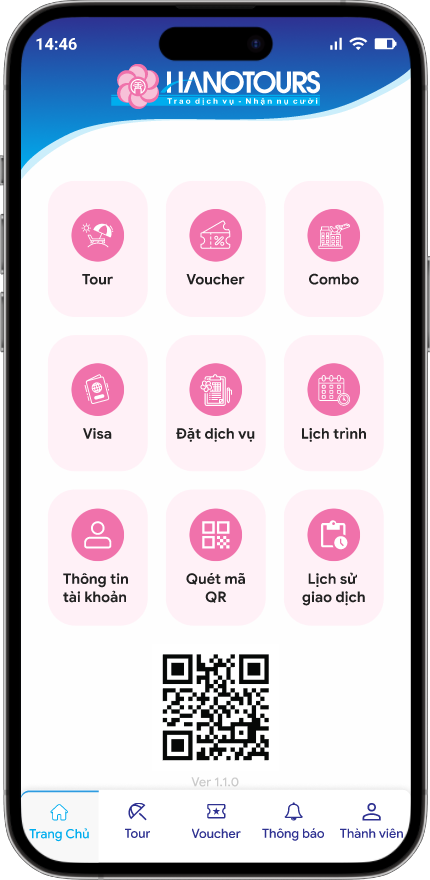 14:46
HANOTOURS
Trao dịch vụ - Nhận nụ cười
Tour
Voucher
Combo
Visa
Đặt dịch vụ
Lịch trình
Thông tin
tài khoản
Quét mã
QR
Lịch sử
giao dịch
Ver 1.1.0
Trang Chủ
Tour
Voucher
Thông báo
Thành viên